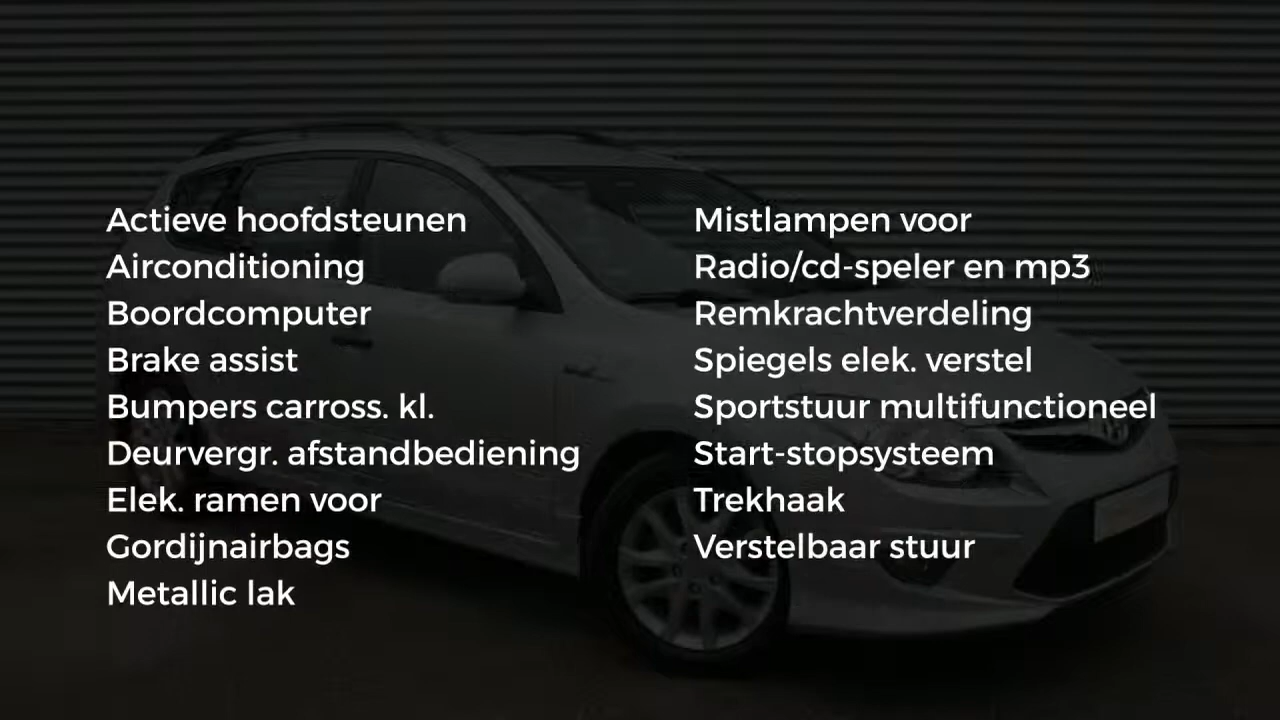 Actieve hoofdsteunen
Airconditioning
Boordcomputer
Brake assist
Bumpers carross. kl.
Deurvergr. afstandbediening
Elek. ramen voor
Gordijnairbags
Metallic lak
Mistlampen voor
Radio/cd-speler en mp3
Remkrachtverdeling
Spiegels elek. verstel
Sportstuur multifunctioneel
Start-stopsysteem
Trekhaak
Verstelbaar stuur